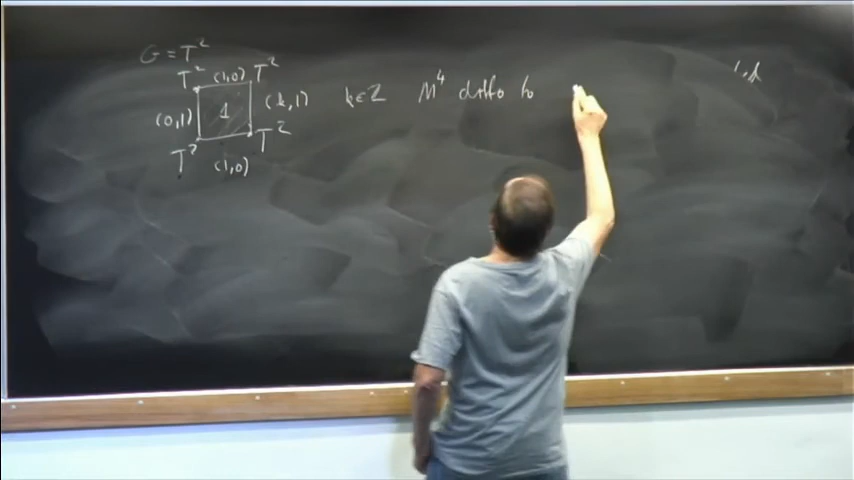 G = T²
T² (1,0) T²
(0,1) 1 (k,1) k∈ℤ M⁴ diffeo to
T² (1,0) T²